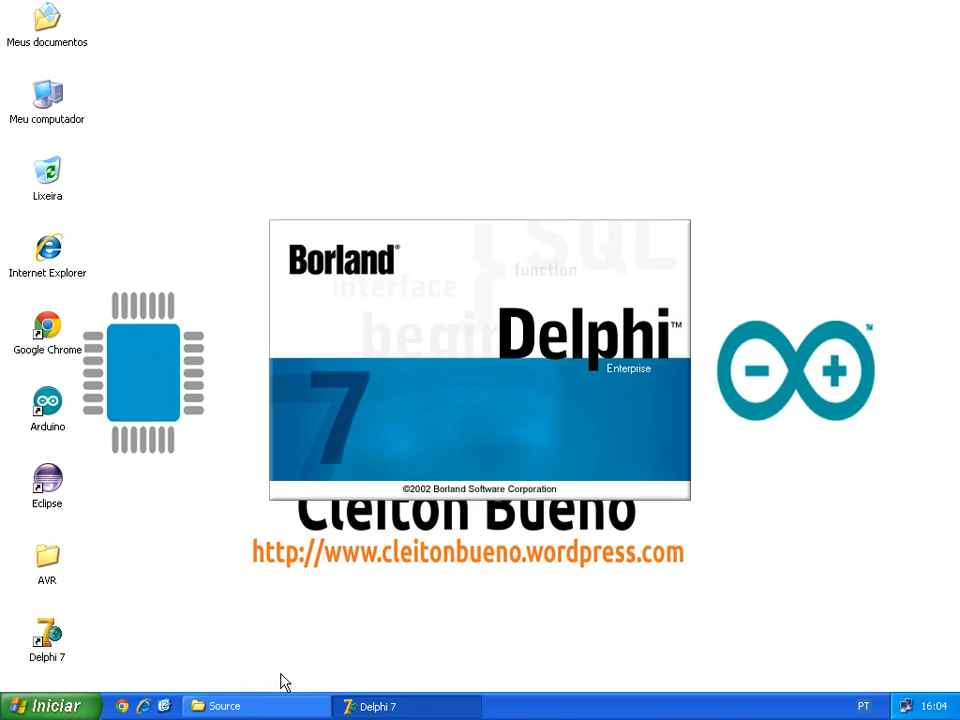 Meus documentos
Meu computador
Lixeira
Internet Explorer
Google Chrome
Arduino
Eclipse
AVR
Delphi 7
Borland®
SQL
function
interface
{
begin
Delphi™
Enterprise
7
©2002 Borland Software Corporation
TM
Cleiton Bueno
http://www.cleitonbueno.wordpress.com
Iniciar
Source
Delphi 7
PT
16:04